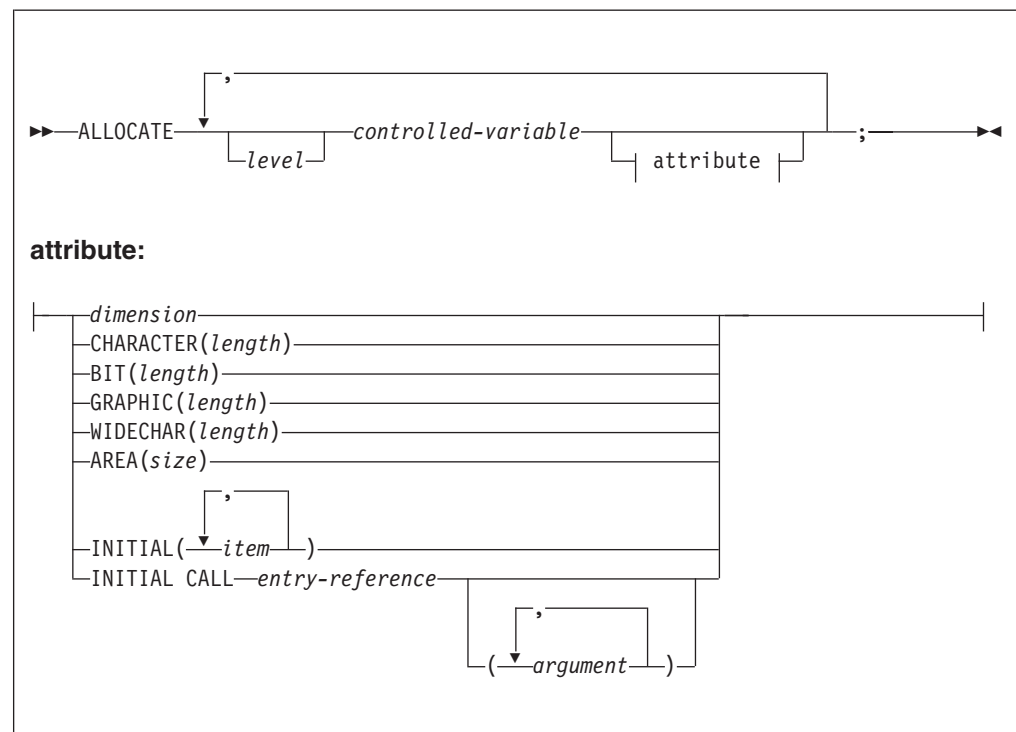 ,
ALLOCATE controlled-variable ;
level attribute
attribute:
dimension
CHARACTER(length)
BIT(length)
GRAPHIC(length)
WIDECHAR(length)
AREA(size)
,
INITIAL( item )
INITIAL CALL entry-reference
,
( argument )